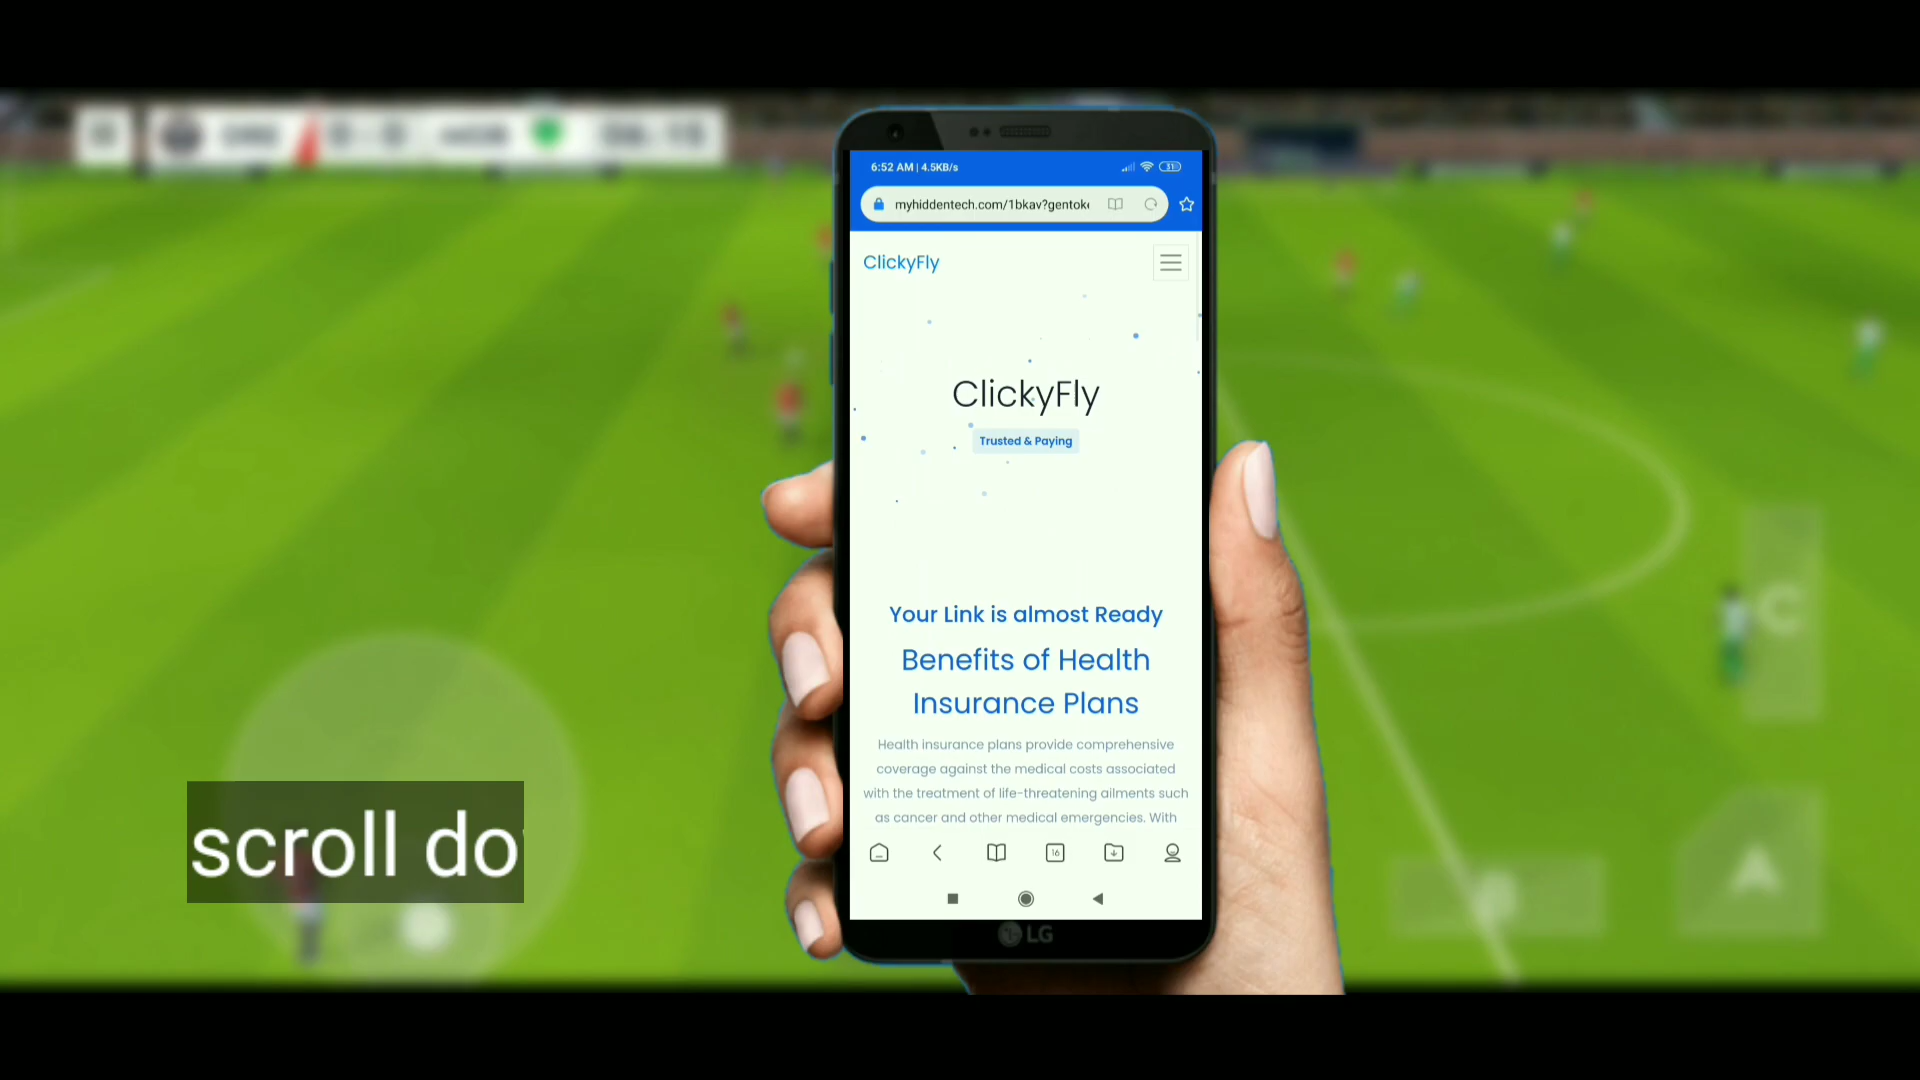 6:52 AM | 4.5KB/s
31
myhiddentech.com/1bkav?gentok
ClickyFly
ClickyFly
Trusted & Paying
Your Link is almost Ready
Benefits of Health
Insurance Plans
Health insurance plans provide comprehensive
coverage against the medical costs associated
with the treatment of life-threatening ailments such
as cancer and other medical emergencies. With
16
LG
scroll do
C
A